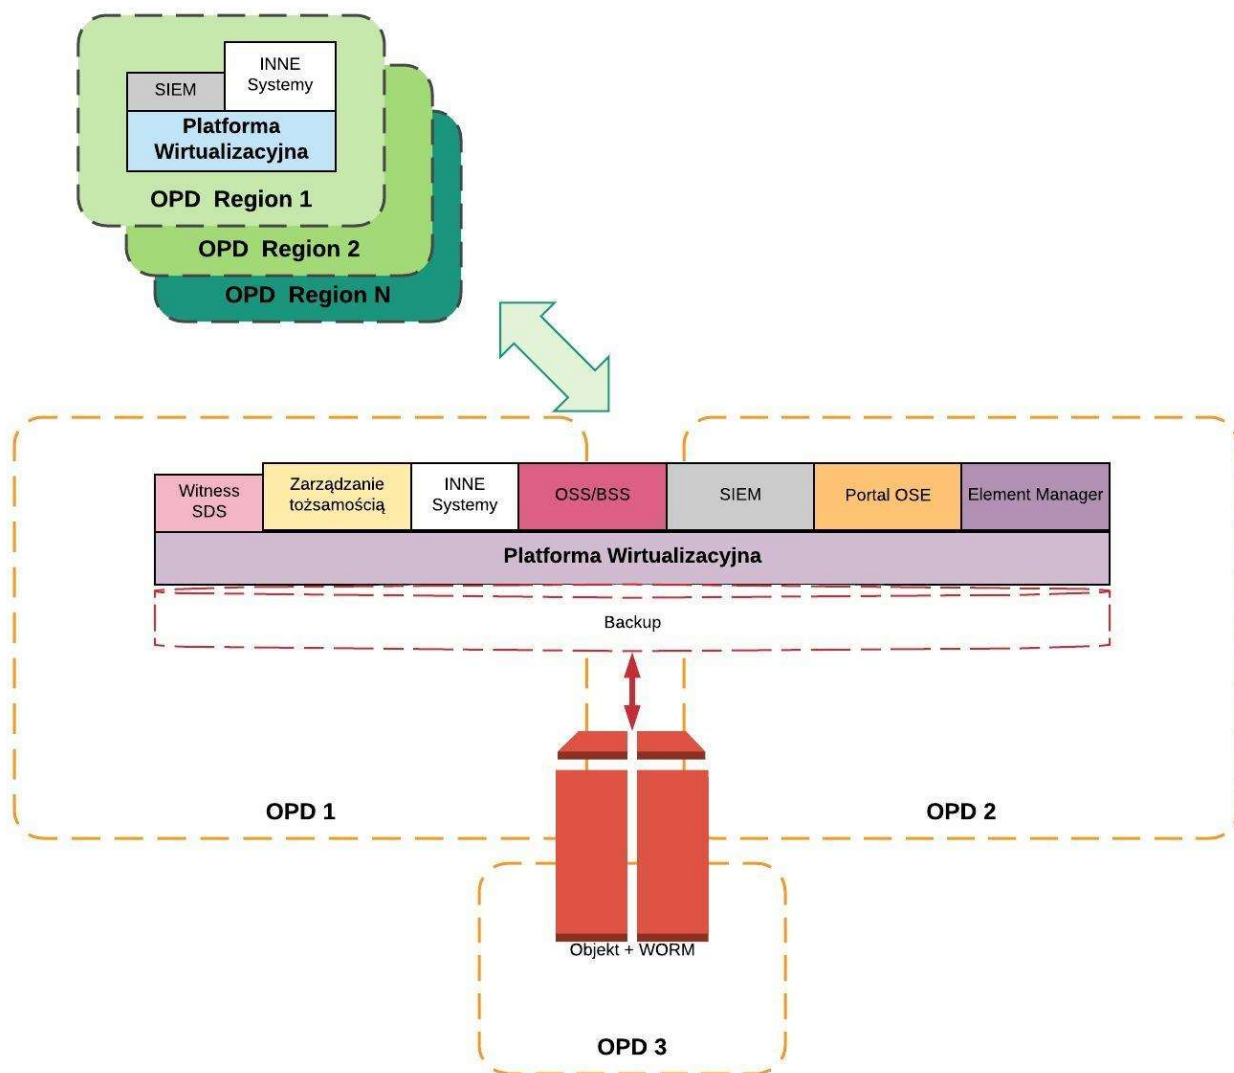 INNE
Systemy
SIEM
Platforma
Wirtualizacyjna
OPD Region 1
OPD Region 2
OPD Region N
Witness
SDS
Zarządzanie
tożsamością
INNE
Systemy
OSS/BSS
SIEM
Portal OSE
Element Manager
Platforma Wirtualizacyjna
Backup
OPD 1
OPD 2
Objekt + WORM
OPD 3